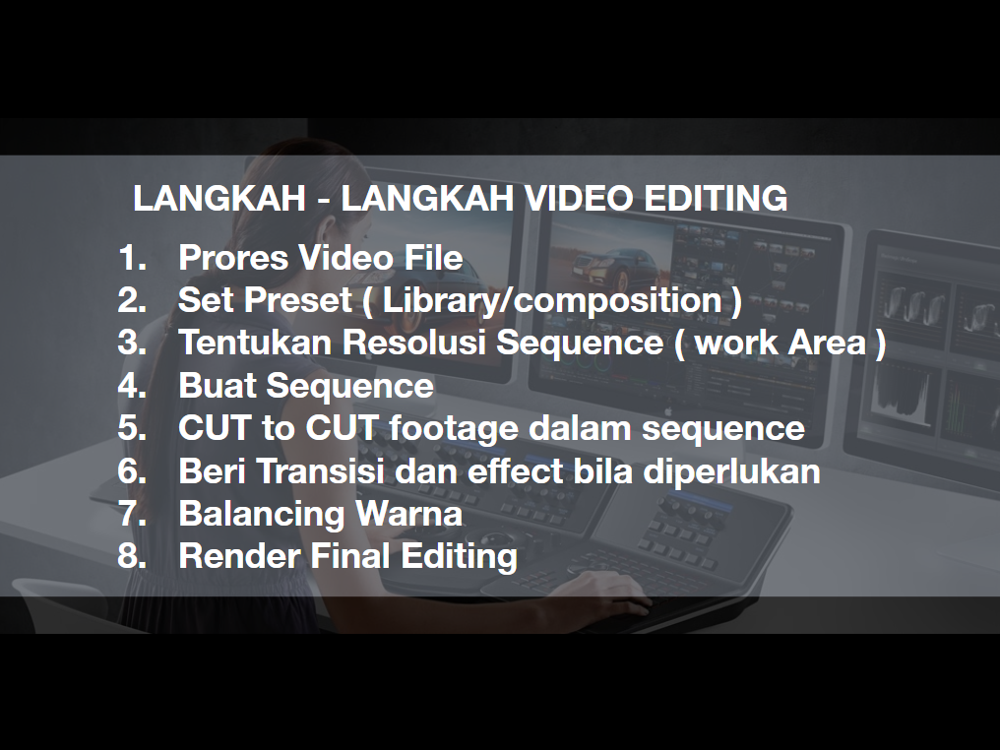 LANGKAH - LANGKAH VIDEO EDITING
1. Prores Video File
2. Set Preset ( Library/composition )
3. Tentukan Resolusi Sequence ( work Area )
4. Buat Sequence
5. CUT to CUT footage dalam sequence
6. Beri Transisi dan effect bila diperlukan
7. Balancing Warna
8. Render Final Editing